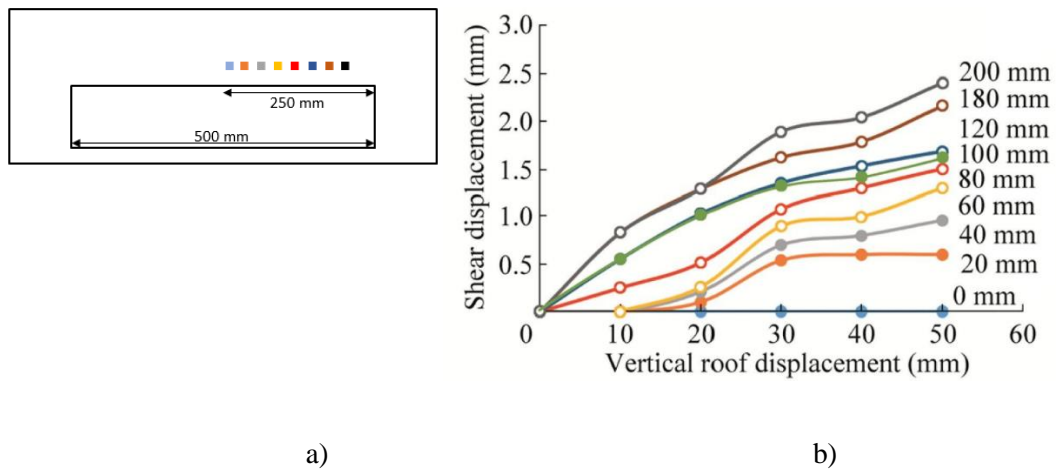 250 mm
500 mm
Shear displacement (mm)
3.0
2.5
2.0
1.5
1.0
0.5
0
10
20
30
40
50
60
Vertical roof displacement (mm)
200 mm
180 mm
120 mm
100 mm
80 mm
60 mm
40 mm
20 mm
0 mm
a)
b)